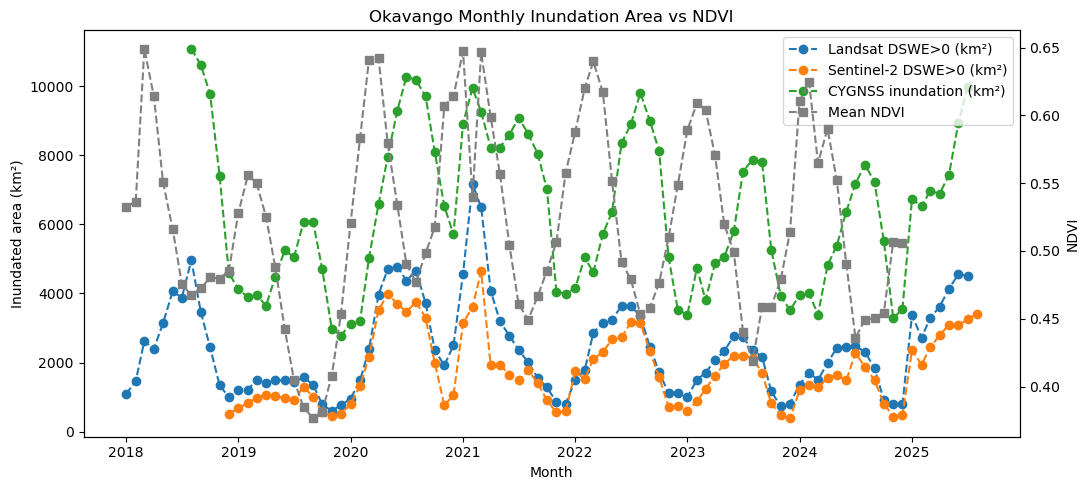 Okavango Monthly Inundation Area vs NDVI
Landsat DSWE>0 (km²)
Sentinel-2 DSWE>0 (km²)
CYGNSS inundation (km²)
Mean NDVI
Inundated area (km²)
10000
8000
6000
4000
2000
0
0.65
0.60
0.55
0.50
0.45
0.40
NDVI
2018 2019 2020 2021 2022 2023 2024 2025
Month